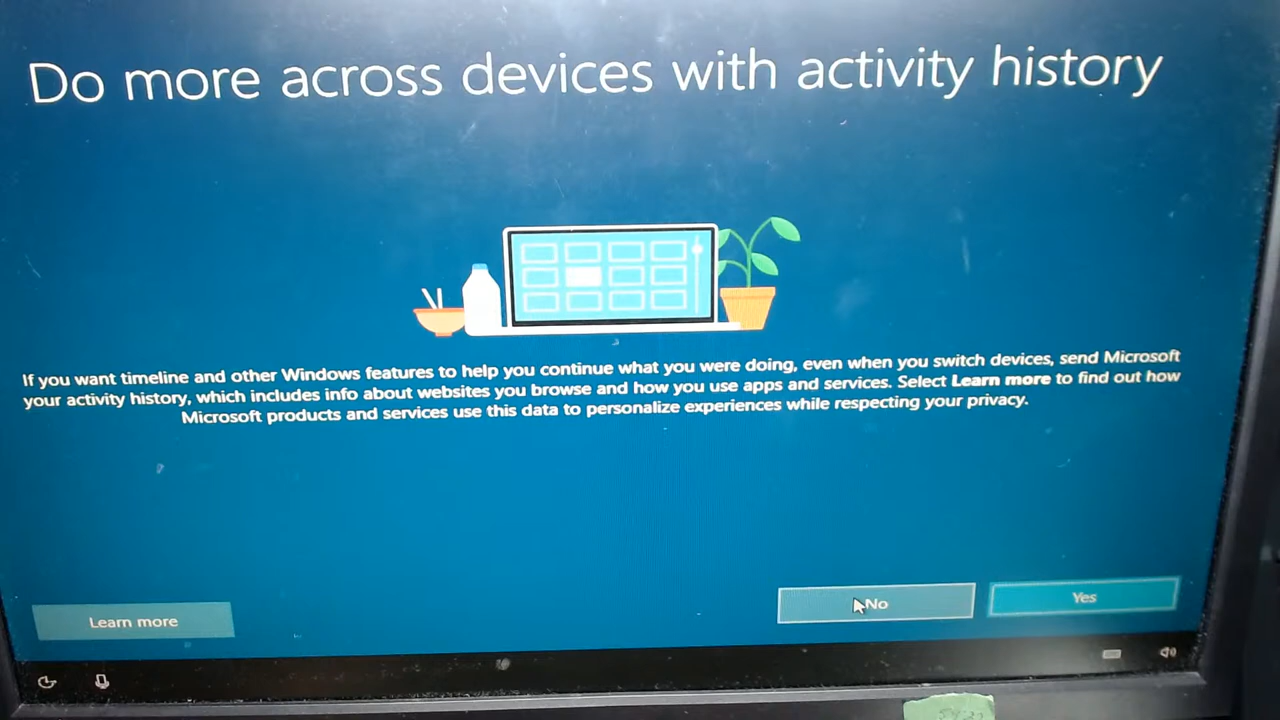 Do more across devices with activity history
If you want timeline and other Windows features to help you continue what you were doing, even when you switch devices, send Microsoft
your activity history, which includes info about websites you browse and how you use apps and services. Select Learn more to find out how
Microsoft products and services use this data to personalize experiences while respecting your privacy.
Learn more
No
Yes